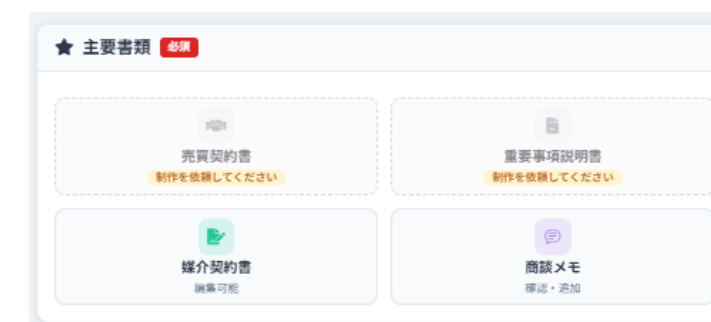 主要書類 必須
売買契約書
制作を依頼してください
重要事項説明書
制作を依頼してください
媒介契約書
編集可能
商談メモ
確認・追加